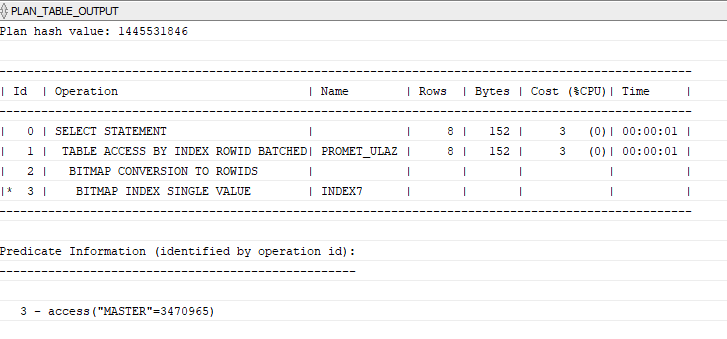 PLAN_TABLE_OUTPUT
Plan hash value: 1445531846
---------------------------------------------------------------------------------------------------
| Id  | Operation                           | Name         | Rows  | Bytes | Cost (%CPU)| Time     |
---------------------------------------------------------------------------------------------------
|   0 | SELECT STATEMENT                    |              |     8 |   152 |     3   (0)| 00:00:01 |
|   1 |  TABLE ACCESS BY INDEX ROWID BATCHED| PROMET_ULAZ  |     8 |   152 |     3   (0)| 00:00:01 |
|   2 |   BITMAP CONVERSION TO ROWIDS       |              |       |       |            |          |
|*  3 |    BITMAP INDEX SINGLE VALUE        | INDEX7       |       |       |            |          |
---------------------------------------------------------------------------------------------------
Predicate Information (identified by operation id):
---------------------------------------------------
   3 - access("MASTER"=3470965)